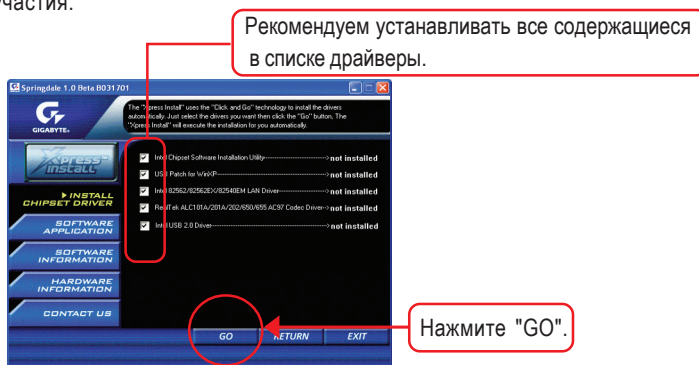 участия.
Рекомендуем устанавливать все содержащиеся
в списке драйверы.
Springdale 1.0 Beta B031701
GIGABYTE
The "Xpress Install" uses the "Click and Go" technology to install the drivers
automatically. Just select the drivers you want then click the "Go" button, The
"Xpress Install" will execute the installation for you automatically.
Xpress
INSTALL
Intel Chipset Software Installation Utility not installed
USB Patch for WinXP not installed
Intel 82562/82562EX/82540EM LAN Driver not installed
RealTek ALC101A/201A/202/650/655 AC97 Codec Driver not installed
Intel USB 2.0 Driver not installed
INSTALL
CHIPSET DRIVER
SOFTWARE
APPLICATION
SOFTWARE
INFORMATION
HARDWARE
INFORMATION
CONTACT US
GO RETURN EXIT
Нажмите "GO".